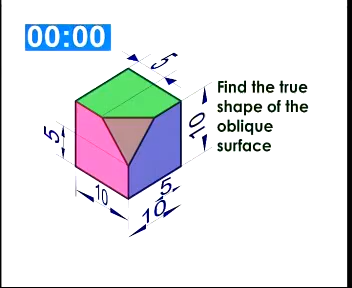 00:00
5
Find the true
shape of the
oblique
surface
10
5
10
5
10